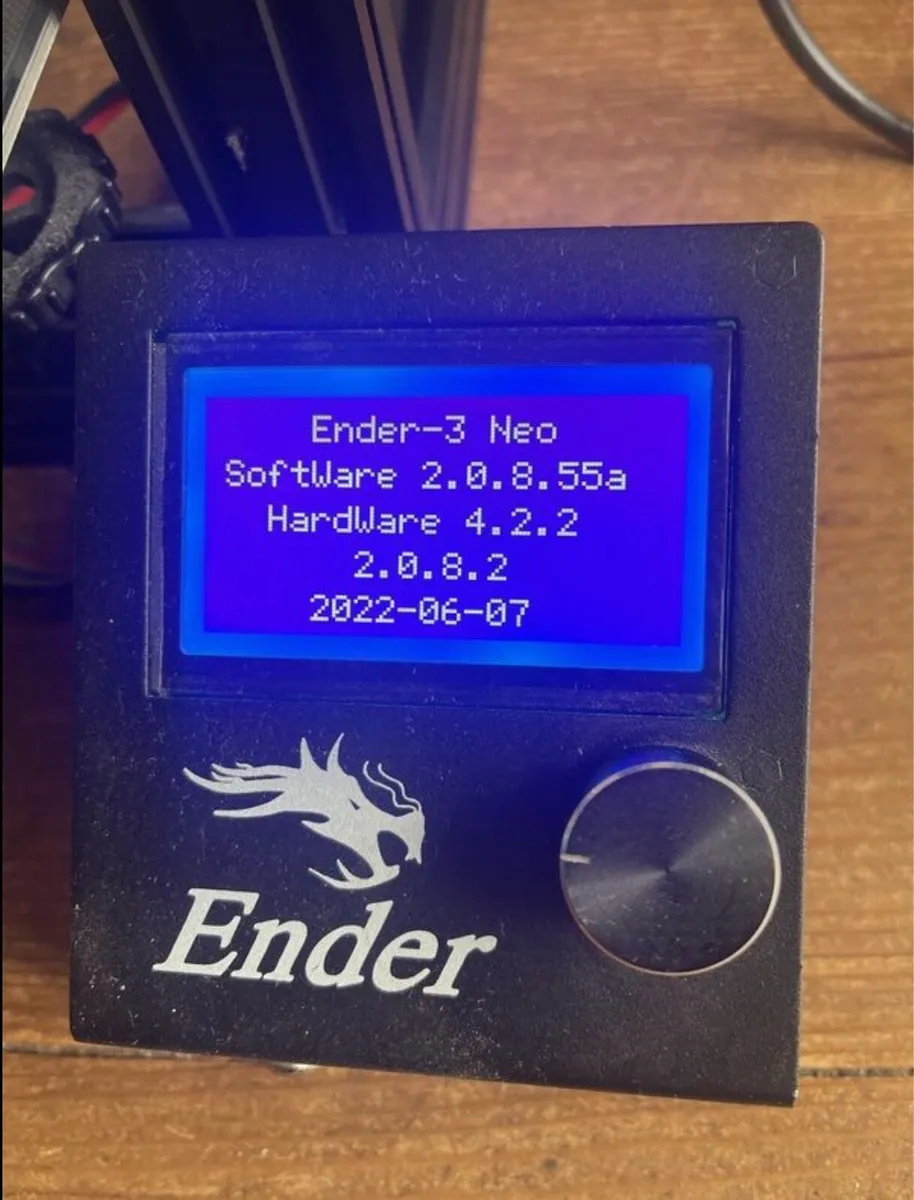 Ender-3 Neo
SoftWare 2.0.8.55a
HardWare 4.2.2
2.0.8.2
2022-06-07
Ender